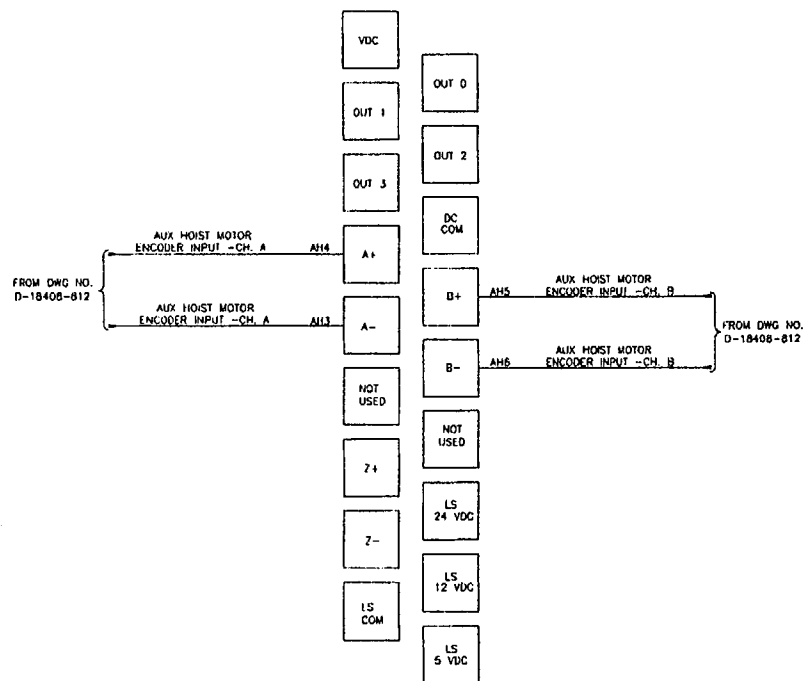 VDC
OUT 0
OUT 1
OUT 2
OUT 3
DC
COM
AUX HOIST MOTOR
ENCODER INPUT -CH. A
AH4
A+
FROM DWG NO.
D-18408-812
AUX HOIST MOTOR
ENCODER INPUT -CH. A
AH3
A-
B+
AH5
AUX HOIST MOTOR
ENCODER INPUT -CH. B
FROM DWG NO.
D-18408-812
B-
AH6
AUX HOIST MOTOR
ENCODER INPUT -CH. B
NOT
USED
NOT
USED
Z+
LS
24 VDC
Z-
LS
12 VDC
LS
COM
LS
5 VDC